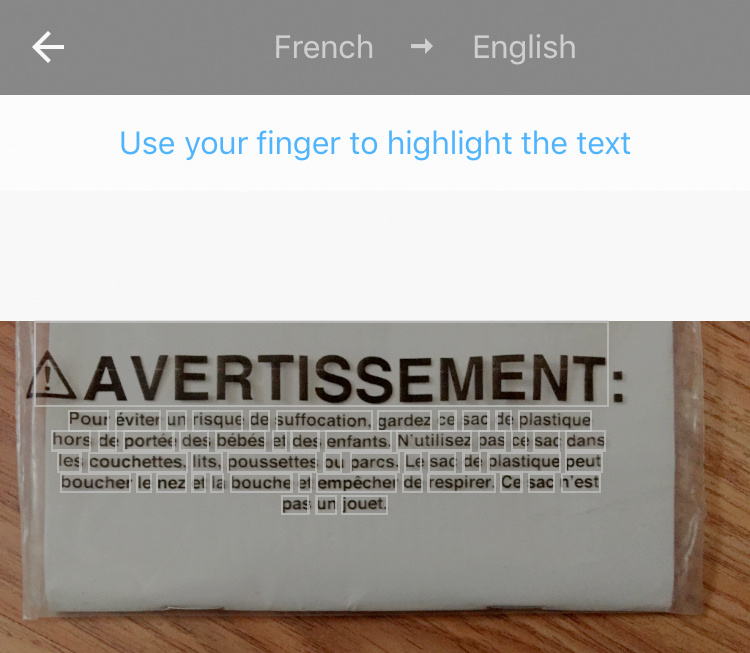 French → English
Use your finger to highlight the text
AVERTISSEMENT:
Pour éviter un risque de suffocation, gardez ce sac de plastique
hors de portée des bébés et des enfants. N'utilisez pas ce sac dans
les couchettes, lits, poussettes ou parcs. Le sac de plastique peut
boucher le nez et la bouche et empêcher de respirer. Ce sac n'est
pas un jouet.